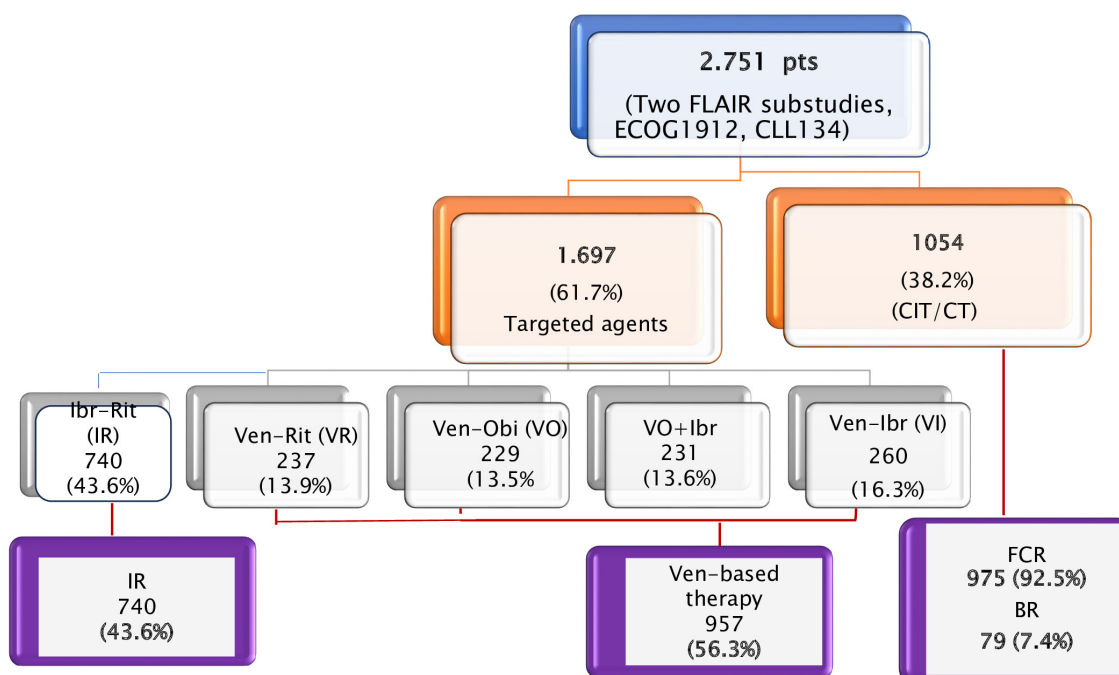 2.751 pts
(Two FLAIR substudies,
ECOG1912, CLL134)
1.697
(61.7%)
Targeted agents
1054
(38.2%)
(CIT/CT)
Ibr-Rit
(IR)
740
(43.6%)
Ven-Rit (VR)
237
(13.9%)
Ven-Obi (VO)
229
(13.5%
VO+Ibr
231
(13.6%)
Ven-Ibr (VI)
260
(16.3%)
IR
740
(43.6%)
Ven-based
therapy
957
(56.3%)
FCR
975 (92.5%)
BR
79 (7.4%)